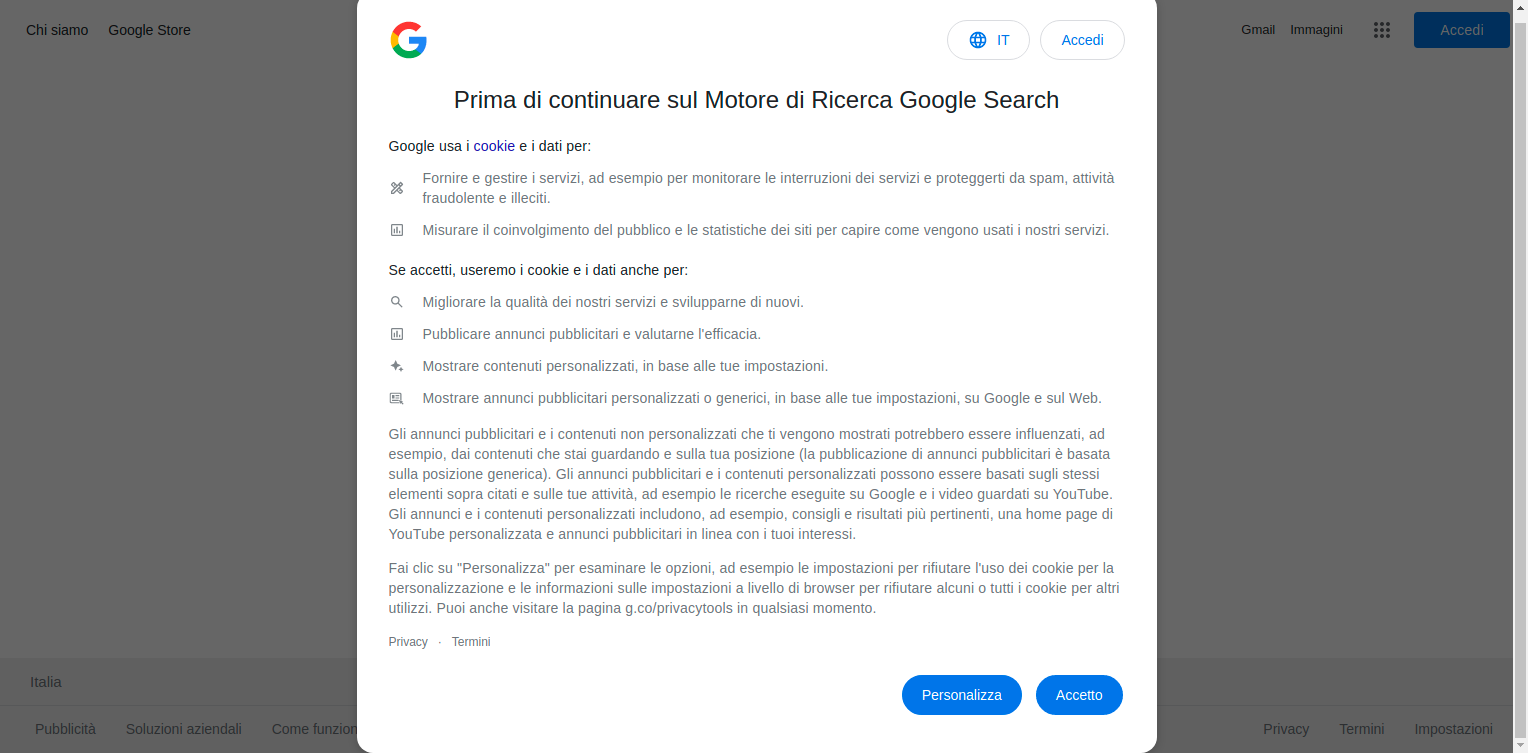 Chi siamo Google Store Gmail Immagini Accedi
IT Accedi
Prima di continuare sul Motore di Ricerca Google Search
Google usa i cookie e i dati per:
Fornire e gestire i servizi, ad esempio per monitorare le interruzioni dei servizi e proteggerti da spam, attività
fraudolente e illeciti.
Misurare il coinvolgimento del pubblico e le statistiche dei siti per capire come vengono usati i nostri servizi.
Se accetti, useremo i cookie e i dati anche per:
Migliorare la qualità dei nostri servizi e svilupparne di nuovi.
Pubblicare annunci pubblicitari e valutarne l'efficacia.
Mostrare contenuti personalizzati, in base alle tue impostazioni.
Mostrare annunci pubblicitari personalizzati o generici, in base alle tue impostazioni, su Google e sul Web.
Gli annunci pubblicitari e i contenuti non personalizzati che ti vengono mostrati potrebbero essere influenzati, ad
esempio, dai contenuti che stai guardando e sulla tua posizione (la pubblicazione di annunci pubblicitari è basata
sulla posizione generica). Gli annunci pubblicitari e i contenuti personalizzati possono essere basati sugli stessi
elementi sopra citati e sulle tue attività, ad esempio le ricerche eseguite su Google e i video guardati su YouTube.
Gli annunci e i contenuti personalizzati includono, ad esempio, consigli e risultati più pertinenti, una home page di
YouTube personalizzata e annunci pubblicitari in linea con i tuoi interessi.
Fai clic su "Personalizza" per esaminare le opzioni, ad esempio le impostazioni per rifiutare l'uso dei cookie per la
personalizzazione e le informazioni sulle impostazioni a livello di browser per rifiutare alcuni o tutti i cookie per altri
utilizzi. Puoi anche visitare la pagina g.co/privacytools in qualsiasi momento.
Privacy · Termini
Italia
Personalizza Accetto
Pubblicità Soluzioni aziendali Come funzion Privacy Termini Impostazioni